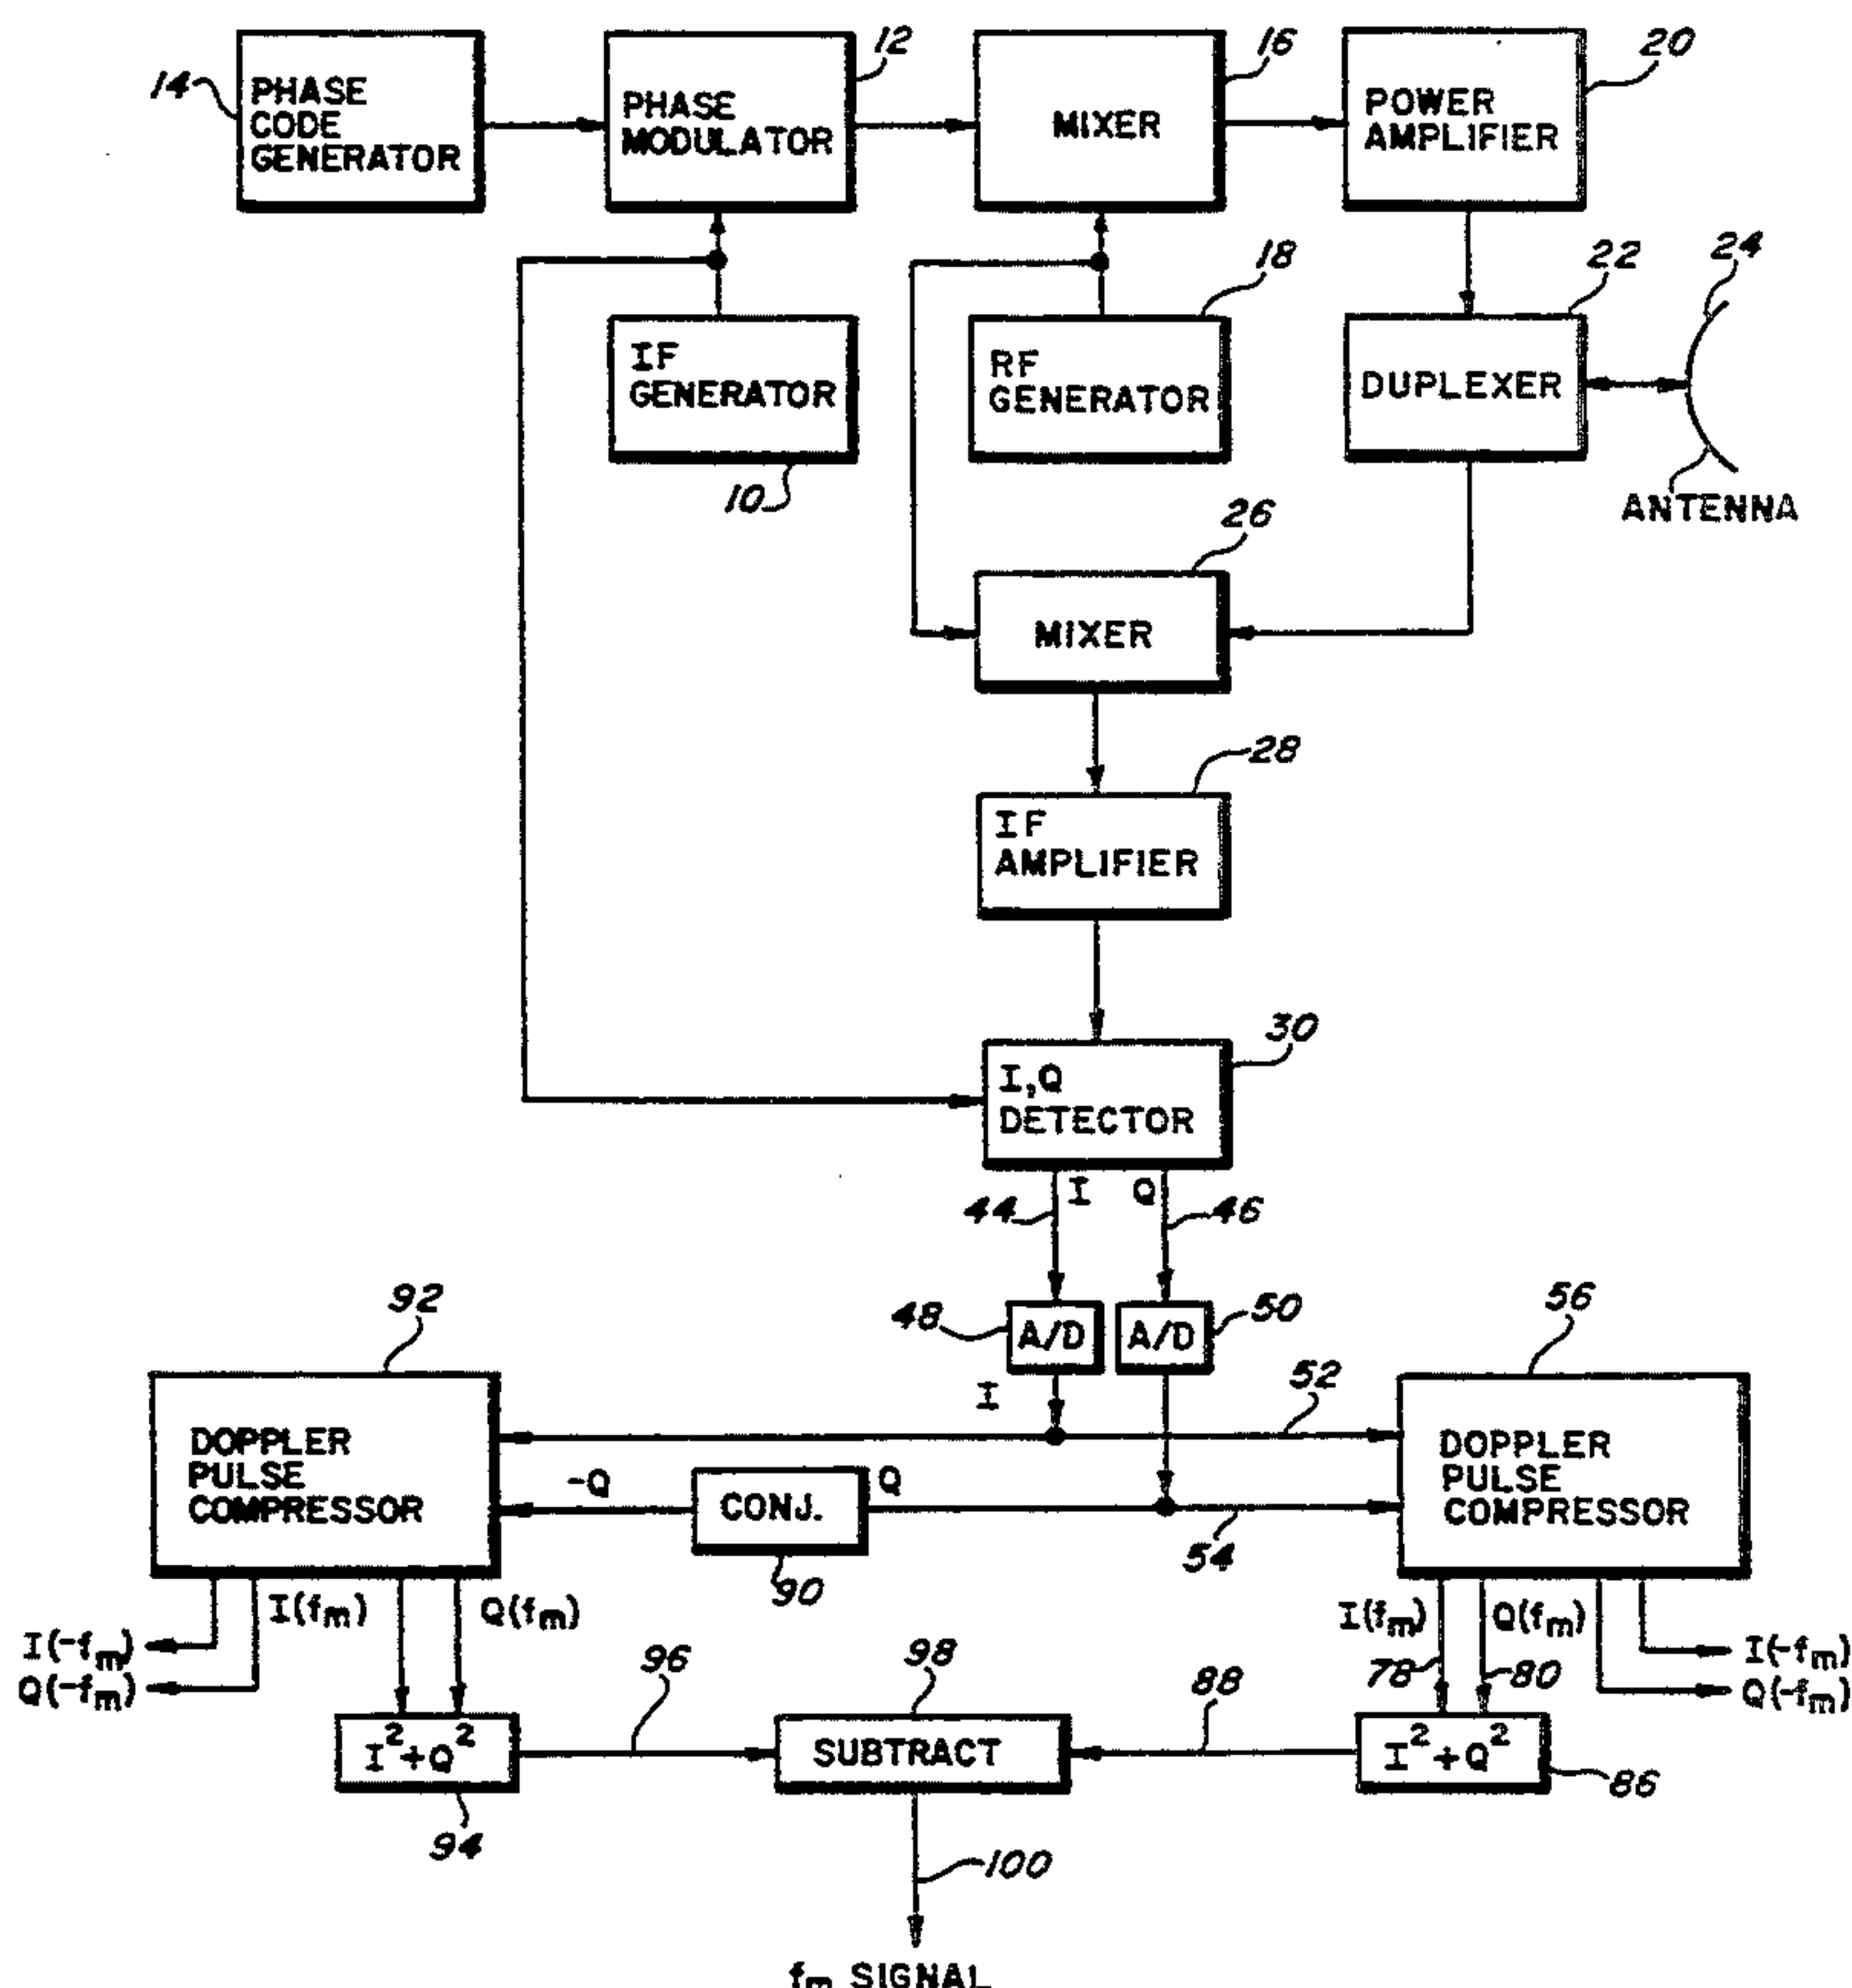 14
PHASE
CODE
GENERATOR
12
PHASE
MODULATOR
16
MIXER
20
POWER
AMPLIFIER
10
IF
GENERATOR
18
RF
GENERATOR
22
DUPLEXER
24
ANTENNA
26
MIXER
28
IF
AMPLIFIER
30
I,Q
DETECTOR
44
I
Q
46
48
A/D
A/D
50
I
52
92
DOPPLER
PULSE
COMPRESSOR
-Q
CONJ.
90
Q
54
56
DOPPLER
PULSE
COMPRESSOR
I(-fm)
Q(-fm)
I(fm)
Q(fm)
I(fm)
Q(fm)
78
80
I(-fm)
Q(-fm)
I²+Q²
94
96
98
SUBTRACT
88
I²+Q²
86
100
fm SIGNAL